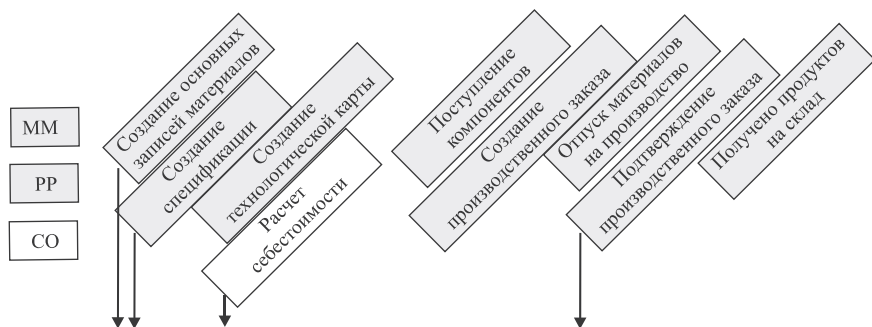 MM
PP
CO
Создание основных
записей материалов
Создание
спецификации
Создание
технологической карты
Расчет
себестоимости
Поступление
компонентов
Создание
производственного заказа
Отпуск материалов
на производство
Подтверждение
производственного заказа
Получено продуктов
на склад